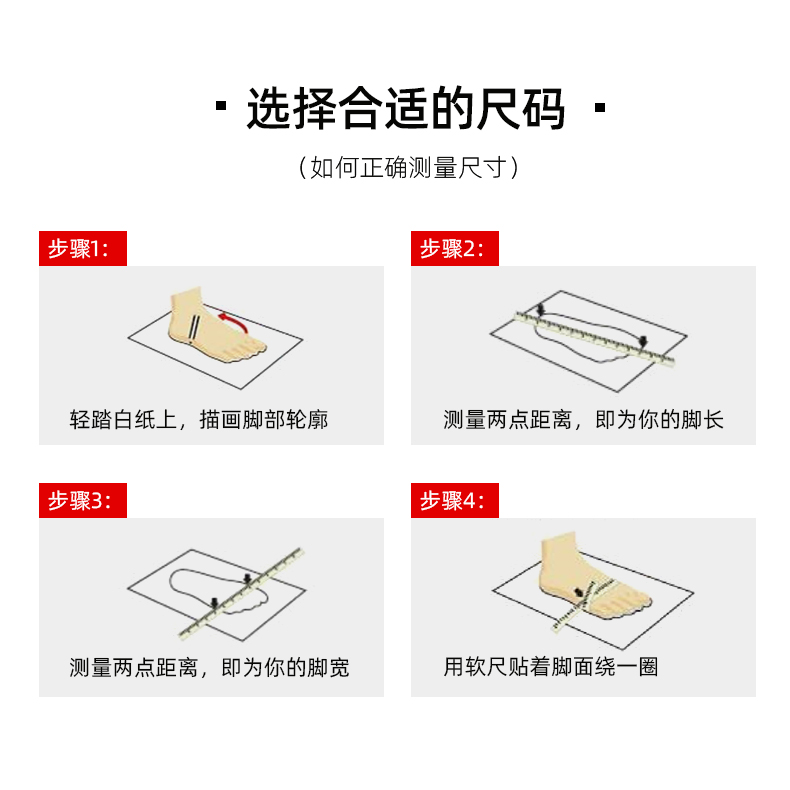 选择合适的尺码
（如何正确测量尺寸）
步骤1：
轻踏白纸上，描画脚部轮廓
步骤2：
测量两点距离，即为你的脚长
步骤3：
测量两点距离，即为你的脚宽
步骤4：
用软尺贴着脚面绕一圈